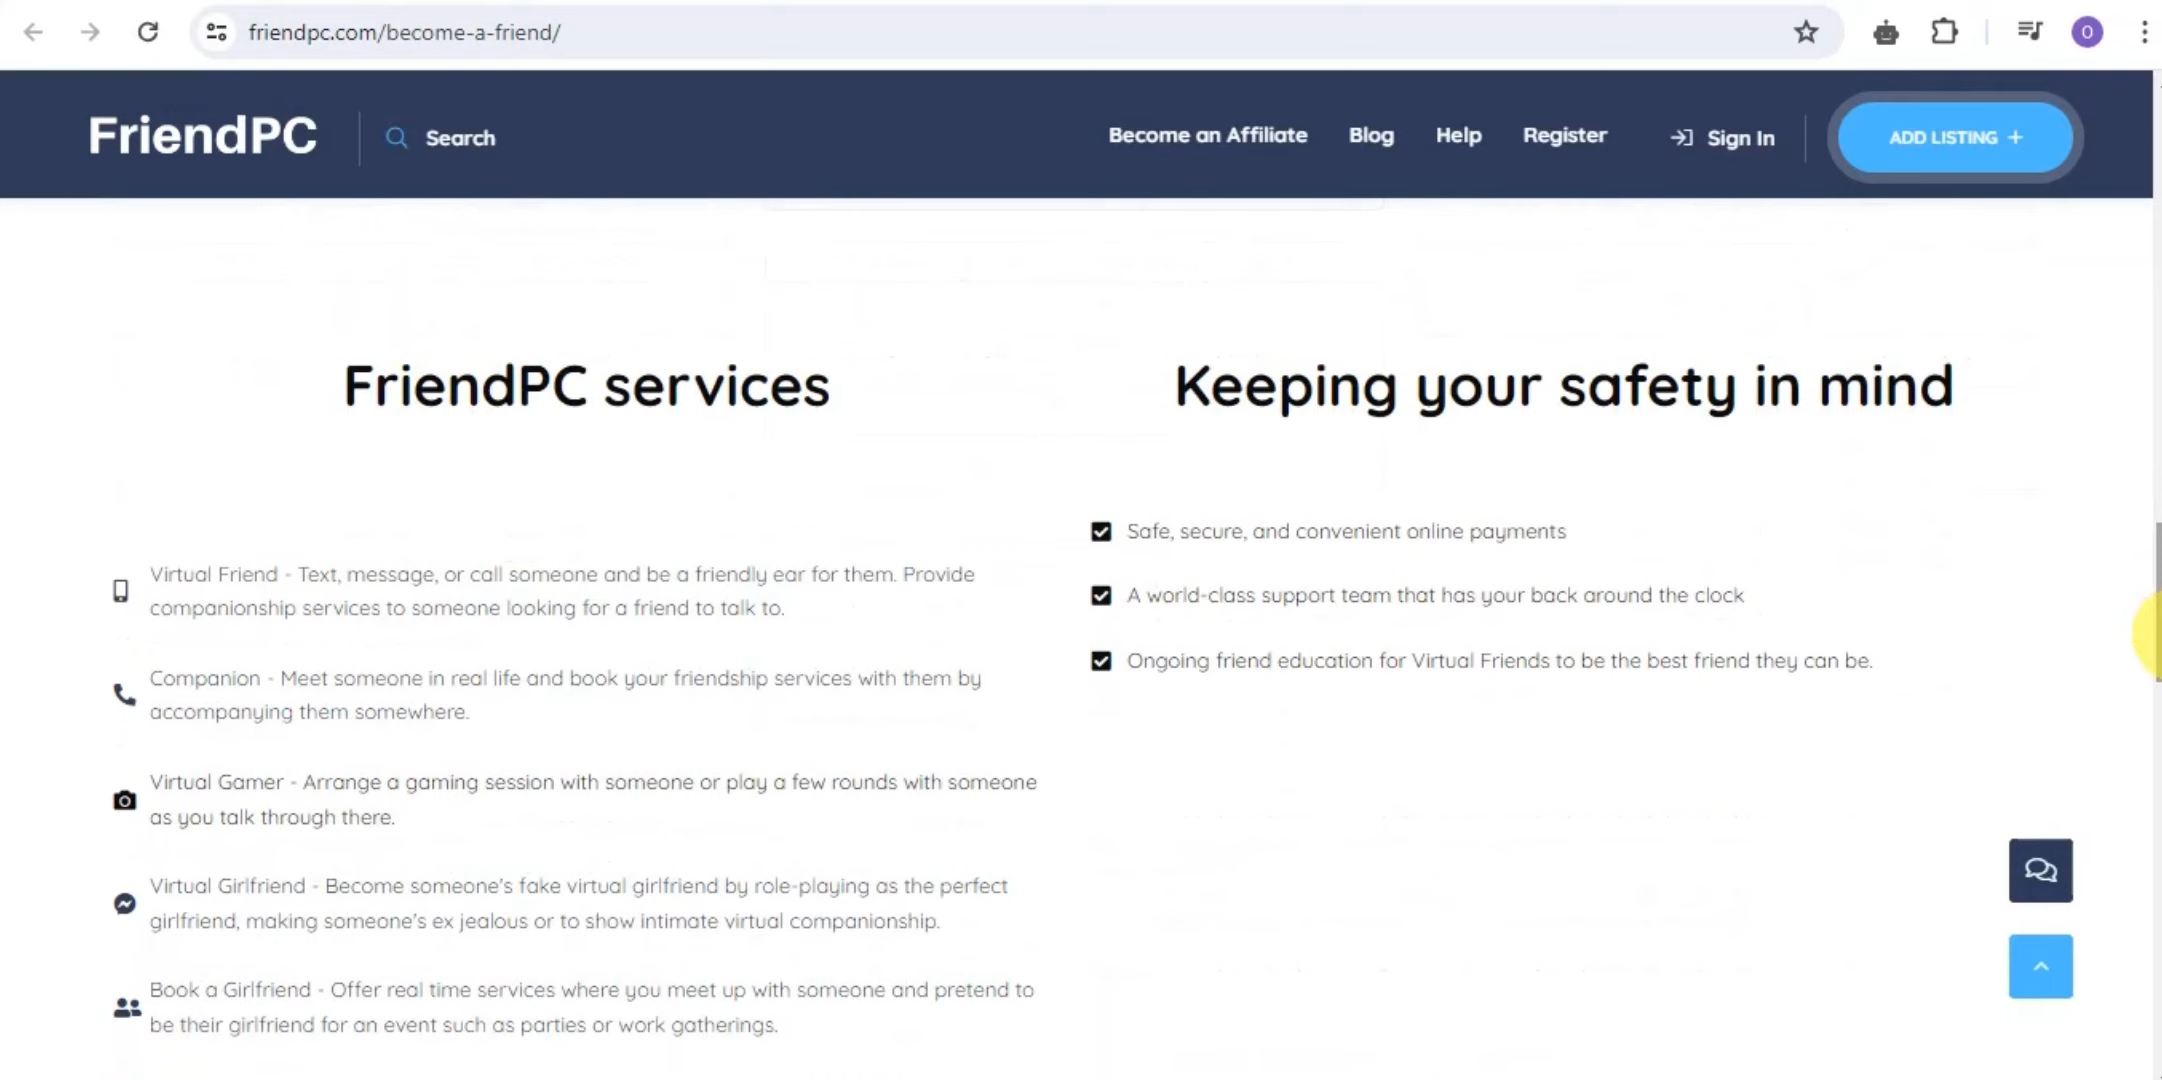 friendpc.com/become-a-friend/
O
FriendPC
Search
Become an Affiliate
Blog
Help
Register
Sign In
ADD LISTING +
FriendPC services
Virtual Friend - Text, message, or call someone and be a friendly ear for them. Provide
companionship services to someone looking for a friend to talk to.
Companion - Meet someone in real life and book your friendship services with them by
accompanying them somewhere.
Virtual Gamer - Arrange a gaming session with someone or play a few rounds with someone
as you talk through there.
Virtual Girlfriend - Become someone's fake virtual girlfriend by role-playing as the perfect
girlfriend, making someone's ex jealous or to show intimate virtual companionship.
Book a Girlfriend - Offer real time services where you meet up with someone and pretend to
be their girlfriend for an event such as parties or work gatherings.
Keeping your safety in mind
Safe, secure, and convenient online payments
A world-class support team that has your back around the clock
Ongoing friend education for Virtual Friends to be the best friend they can be.